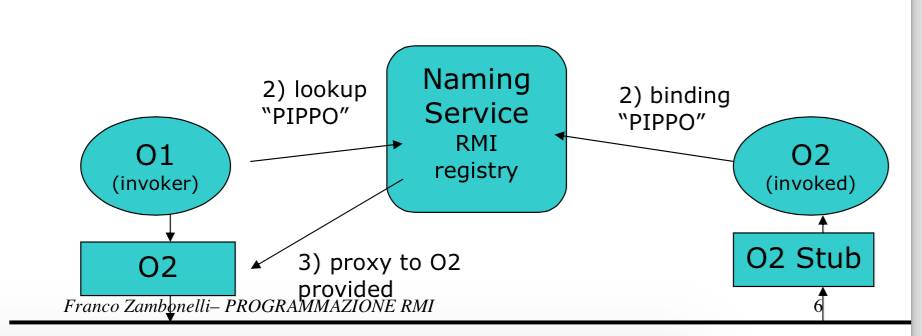 Naming
Service
RMI
registry
2) lookup
“PIPPO”
2) binding
“PIPPO”
O1
(invoker)
O2
(invoked)
O2
3) proxy to O2
provided
O2 Stub
Franco Zambonelli– PROGRAMMAZIONE RMI
6